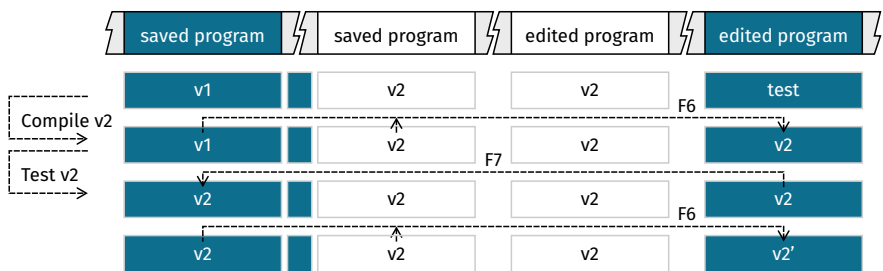 saved program saved program edited program edited program
v1 v2 v2 test
Compile v2 F6
v1 v2 v2 v2
Test v2 F7
v2 v2 v2 v2
F6
v2 v2 v2 v2’